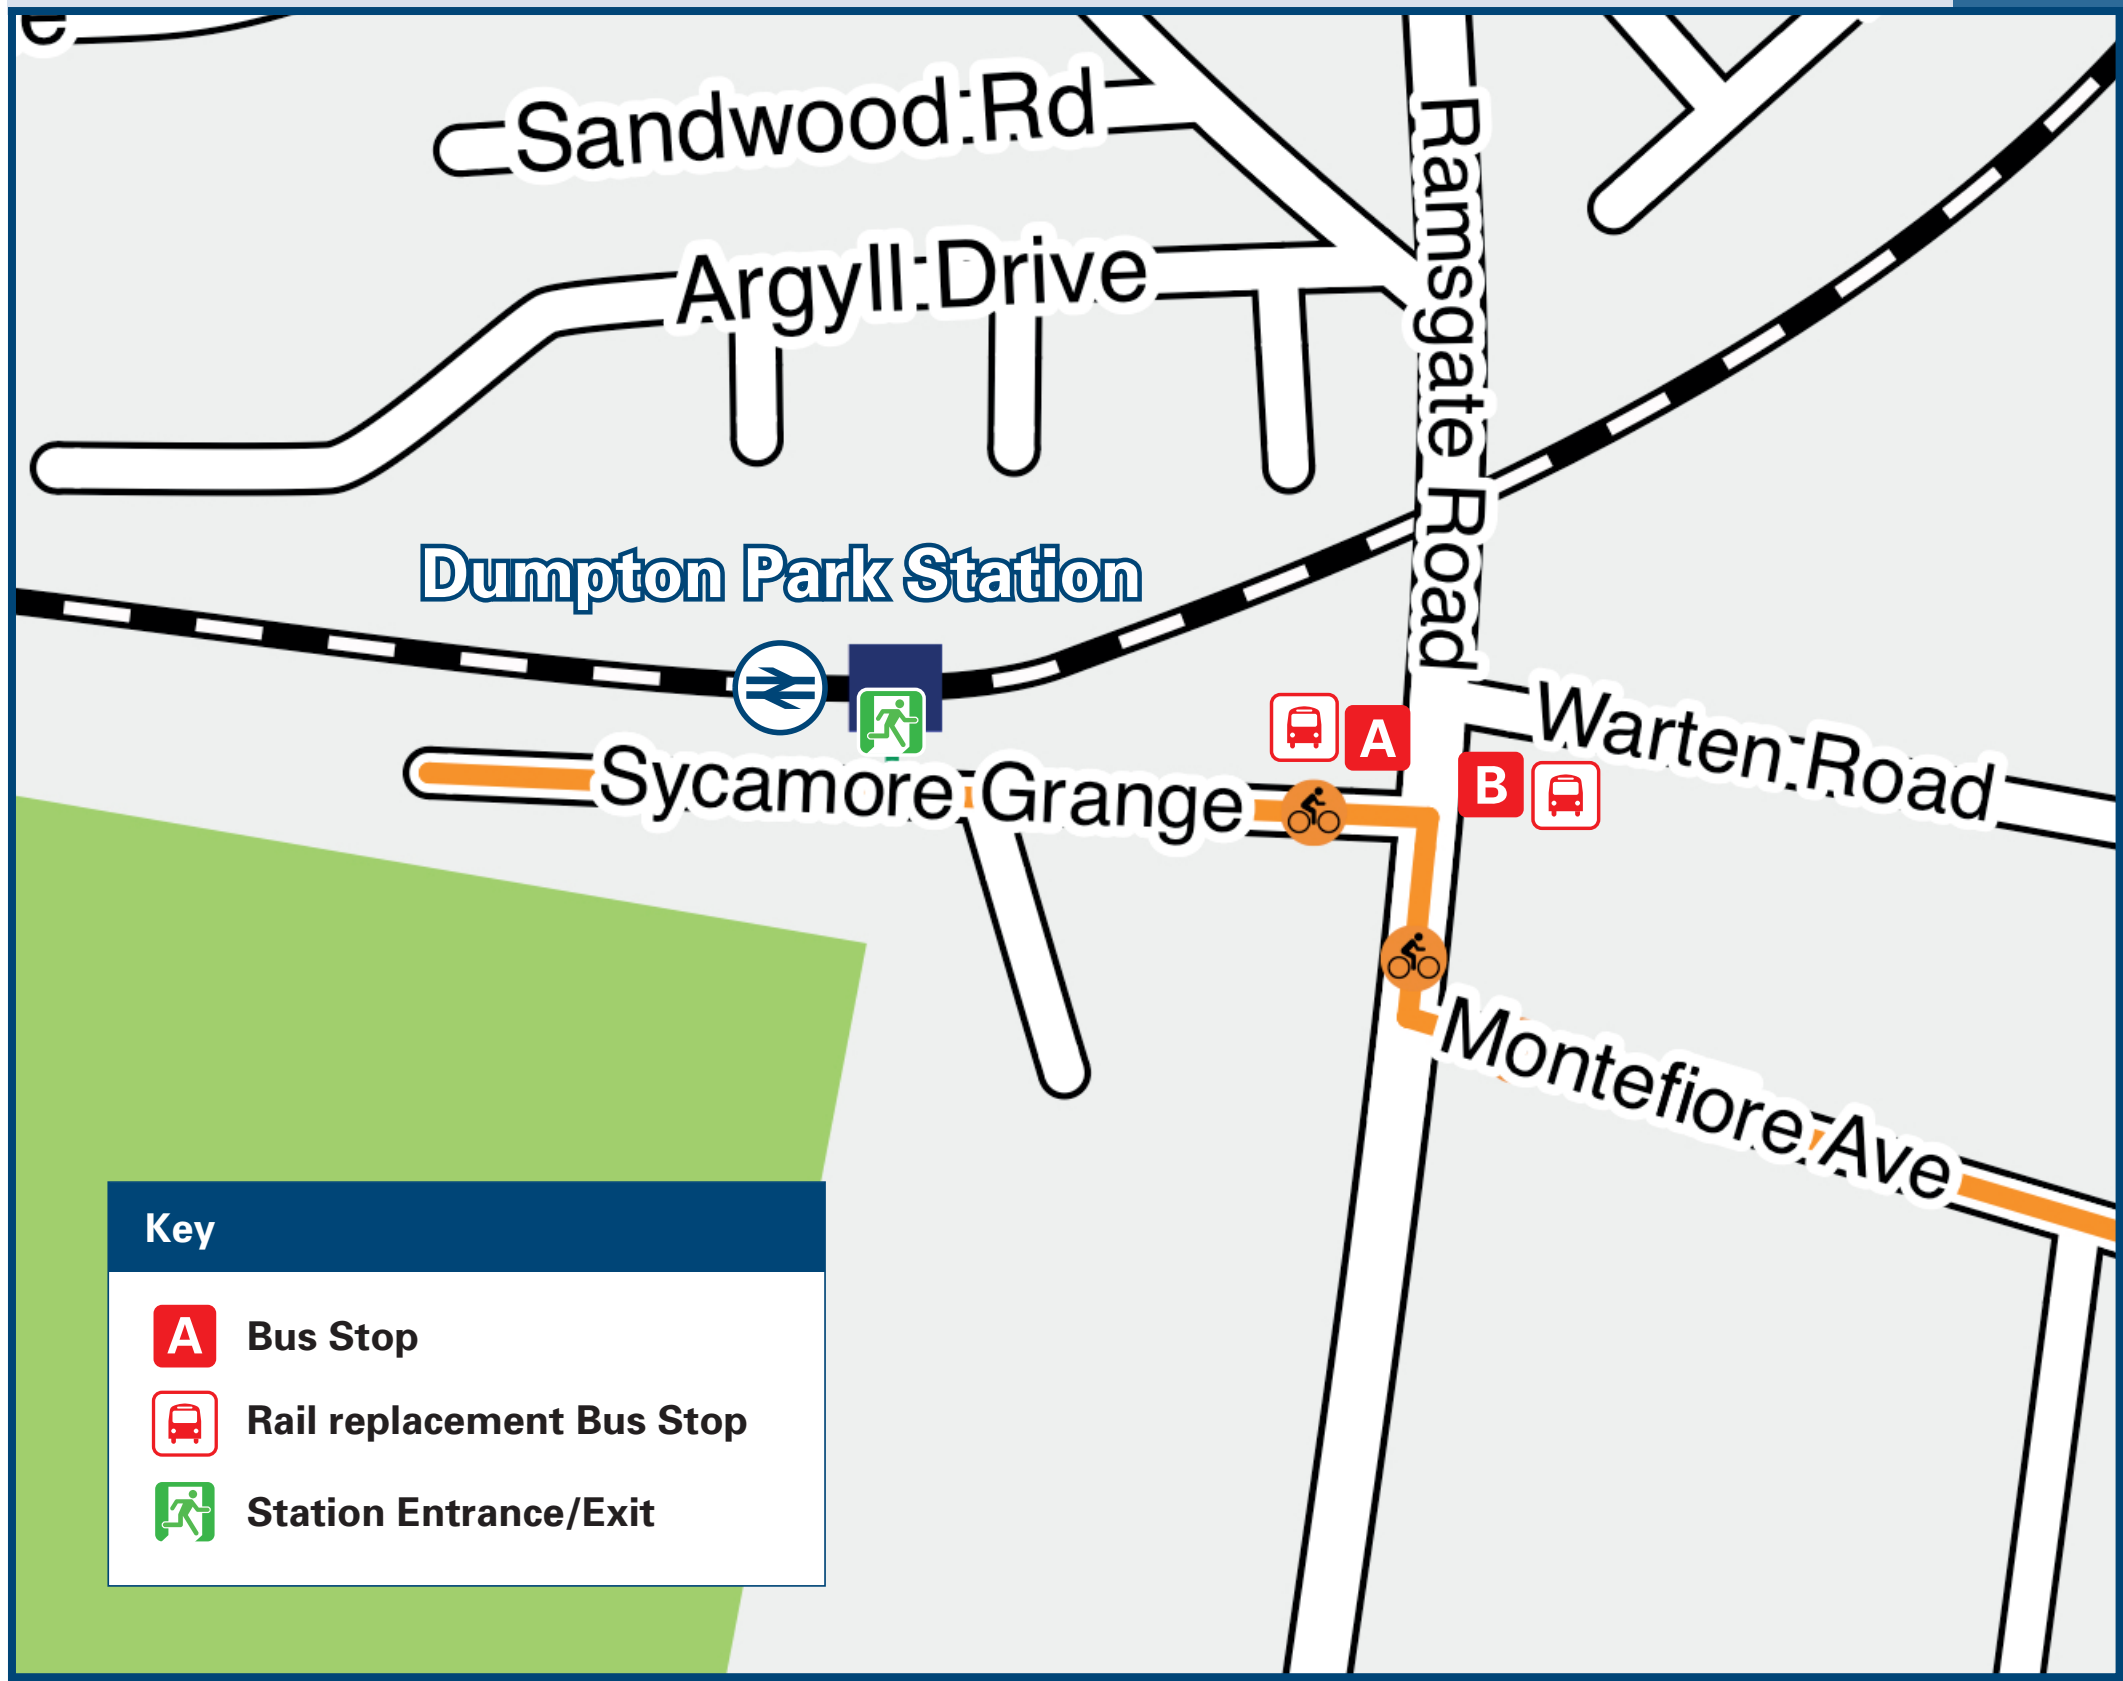 Sandwood Rd
Argyll Drive
Ramsgate Road
Dumpton Park Station
A
Warten Road
Sycamore Grange
B
Montefiore Ave
Key
A Bus Stop
Rail replacement Bus Stop
Station Entrance/Exit